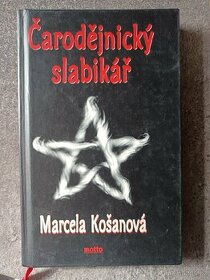 Čarodějnický
slabikář
Marcela Košanová
motto